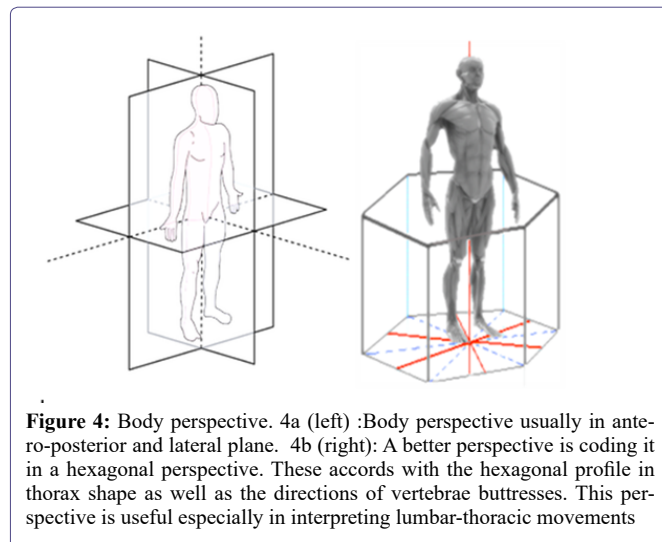 Figure 4: Body perspective. 4a (left) :Body perspective usually in ante-
ro-posterior and lateral plane.  4b (right): A better perspective is coding it
in a hexagonal perspective. These accords with the hexagonal profile in
thorax shape as well as the directions of vertebrae buttresses. This per-
spective is useful especially in interpreting lumbar-thoracic movements